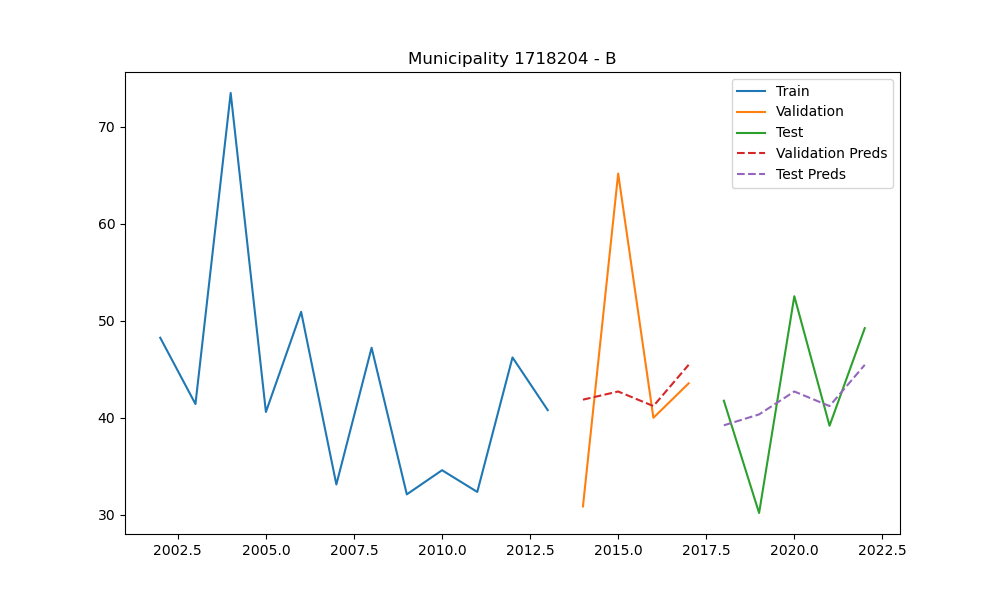 Municipality 1718204 - B
Train
Validation
Test
Validation Preds
Test Preds
70
60
50
40
30
2002.5 2005.0 2007.5 2010.0 2012.5 2015.0 2017.5 2020.0 2022.5